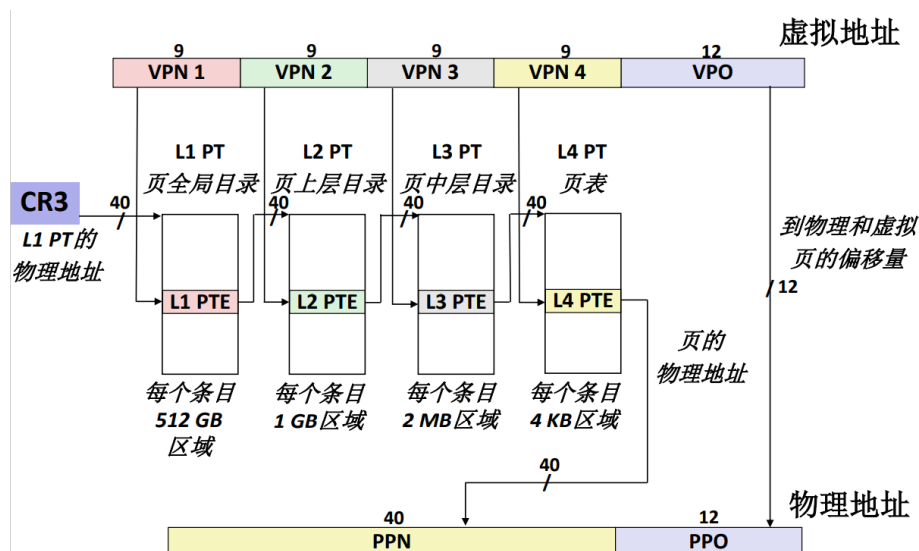 虚拟地址
9
9
9
9
12
VPN 1
VPN 2
VPN 3
VPN 4
VPO
L1 PT
页全局目录
L2 PT
页上层目录
L3 PT
页中层目录
L4 PT
页表
CR3
40
L1 PT的
物理地址
40
40
40
L1 PTE
L2 PTE
L3 PTE
L4 PTE
到物理和虚拟
页的偏移量
12
页的
物理地址
每个条目
512 GB
区域
每个条目
1 GB区域
每个条目
2 MB区域
每个条目
4 KB区域
40
物理地址
40
12
PPN
PPO